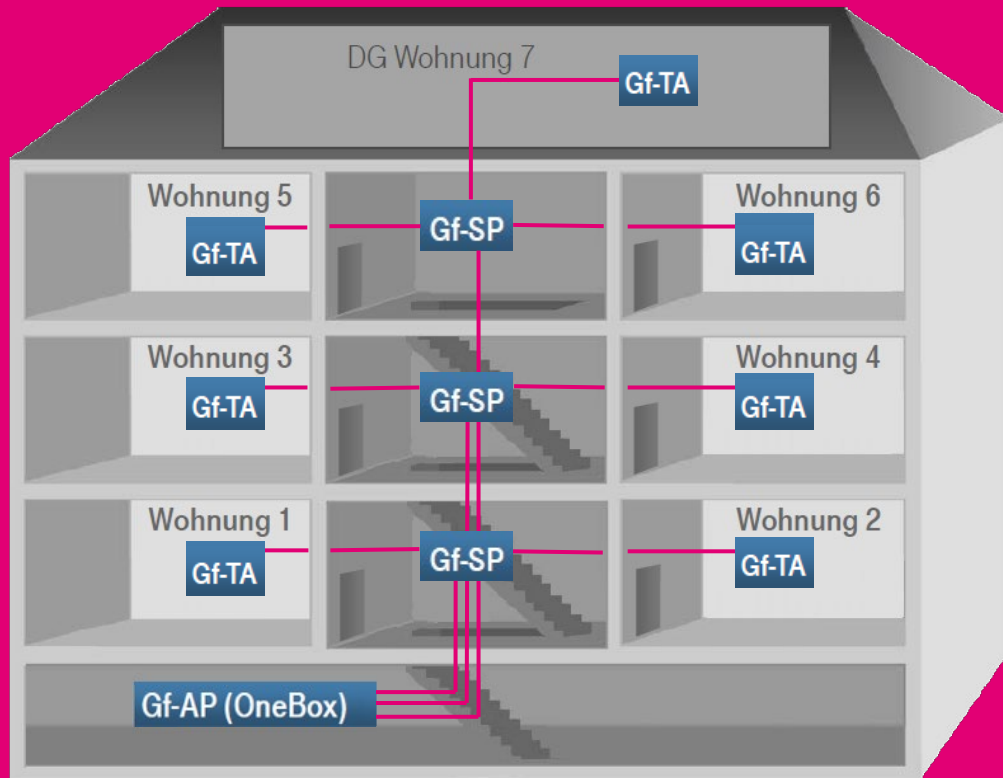 DG Wohnung 7
Gf-TA
Wohnung 5
Wohnung 6
Gf-TA
Gf-SP
Gf-TA
Wohnung 3
Wohnung 4
Gf-TA
Gf-SP
Gf-TA
Wohnung 1
Wohnung 2
Gf-TA
Gf-SP
Gf-TA
Gf-AP (OneBox)